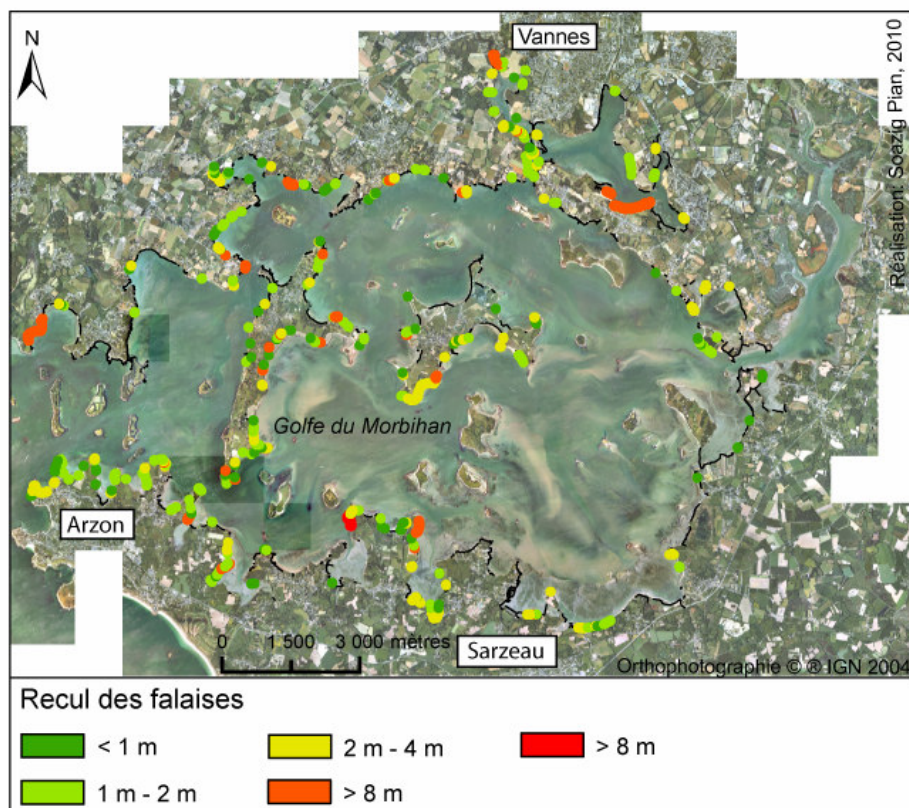 Vannes
N
Réalisation: Soazig Pian, 2010
Golfe du Morbihan
Arzon
0 1 500 3 000 mètres
Sarzeau
Orthophotographie © ® IGN 2004
Recul des falaises
< 1 m
2 m - 4 m
> 8 m
1 m - 2 m
> 8 m